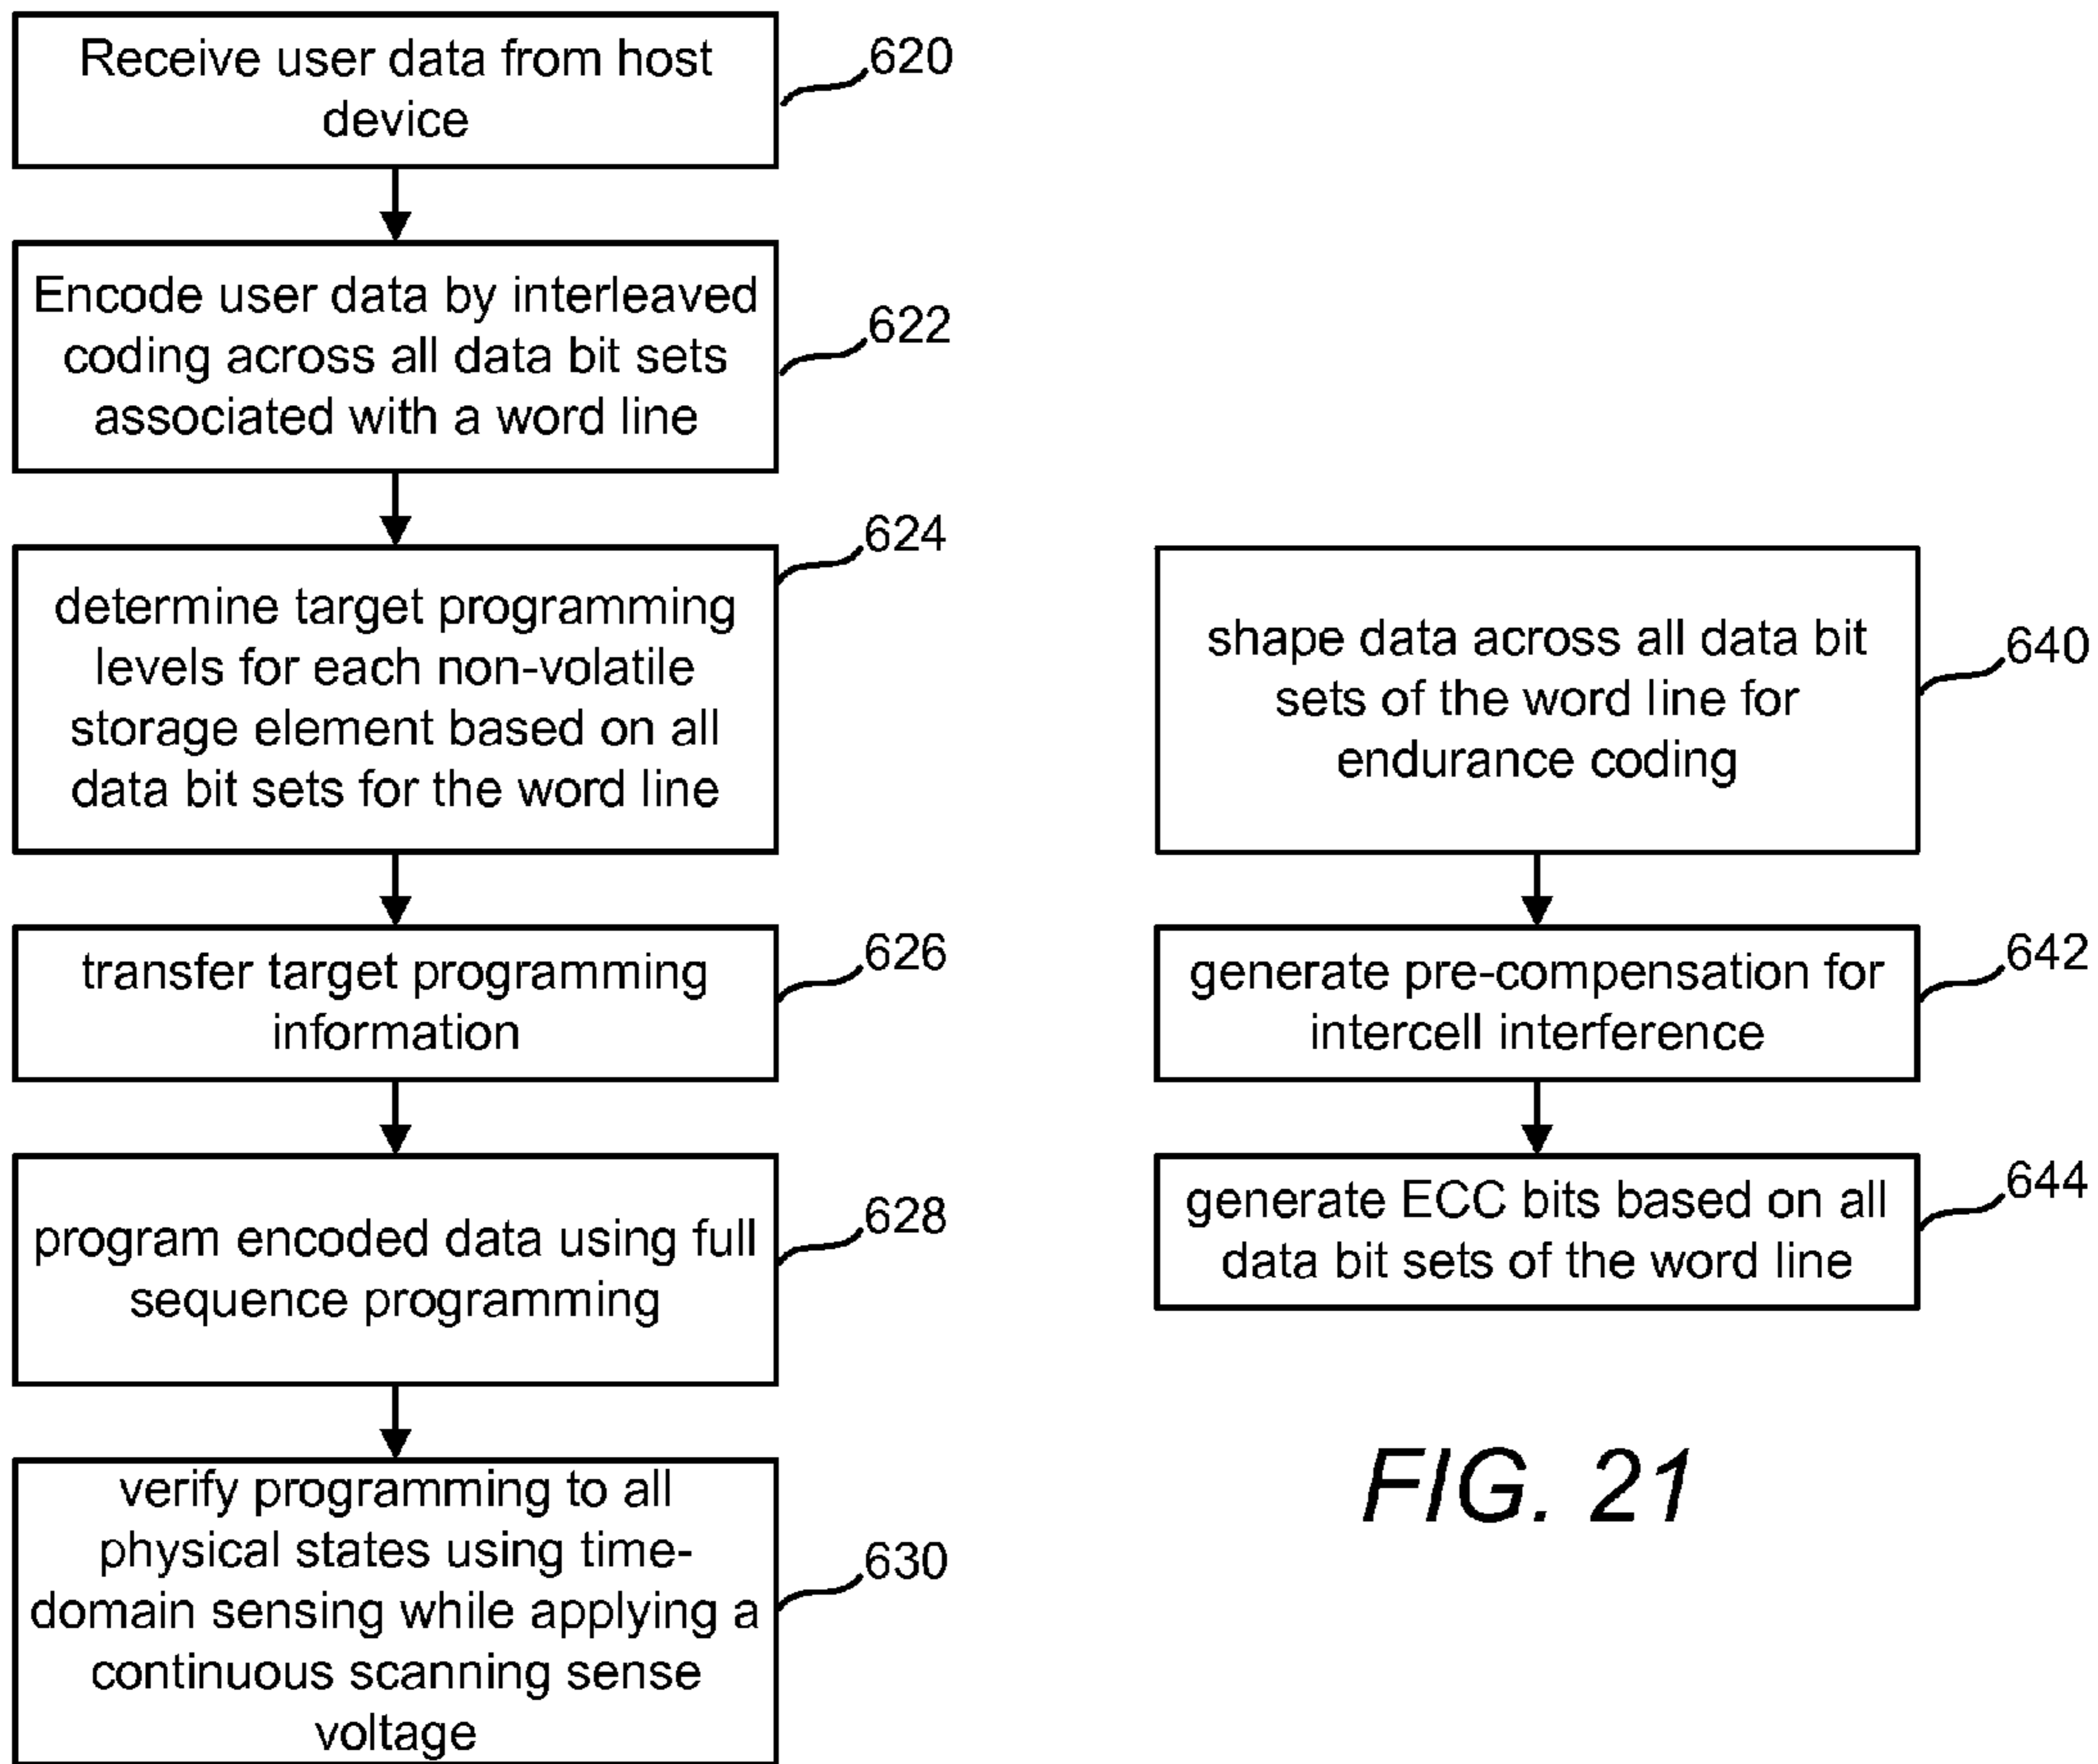 Receive user data from host
device
620
Encode user data by interleaved
coding across all data bit sets
associated with a word line
622
determine target programming
levels for each non-volatile
storage element based on all
data bit sets for the word line
624
transfer target programming
information
626
program encoded data using full
sequence programming
628
verify programming to all
physical states using time-
domain sensing while applying a
continuous scanning sense
voltage
630
shape data across all data bit
sets of the word line for
endurance coding
640
generate pre-compensation for
intercell interference
642
generate ECC bits based on all
data bit sets of the word line
644
FIG. 21